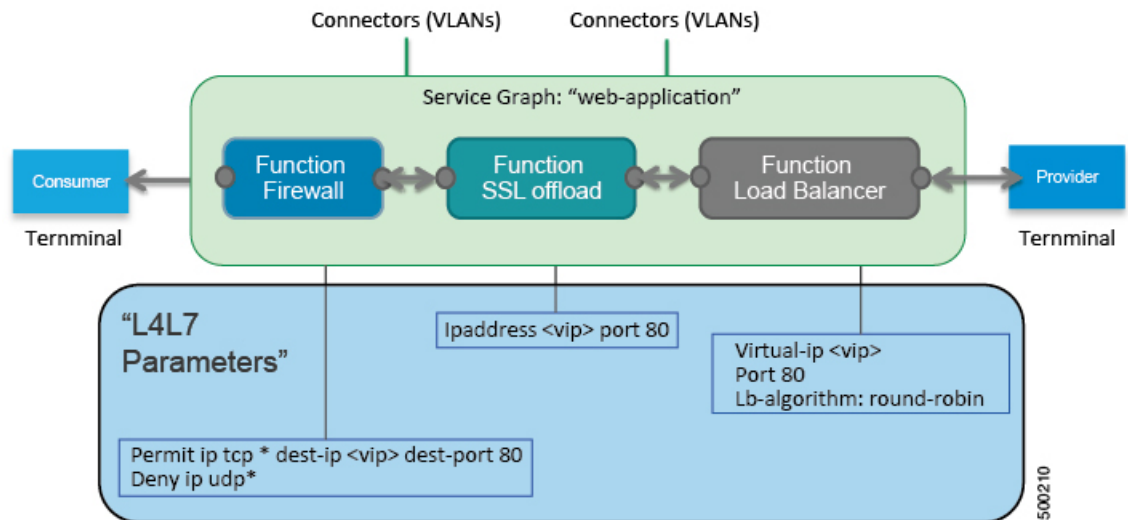 Connectors (VLANs)
Connectors (VLANs)
Service Graph: “web-application”
Consumer
Function
Firewall
Function
SSL offload
Function
Load Balancer
Provider
Ternminal
Ternminal
“L4L7
Parameters”
Ipaddress <vip> port 80
Virtual-ip <vip>
Port 80
Lb-algorithm: round-robin
Permit ip tcp * dest-ip <vip> dest-port 80
Deny ip udp*
500210